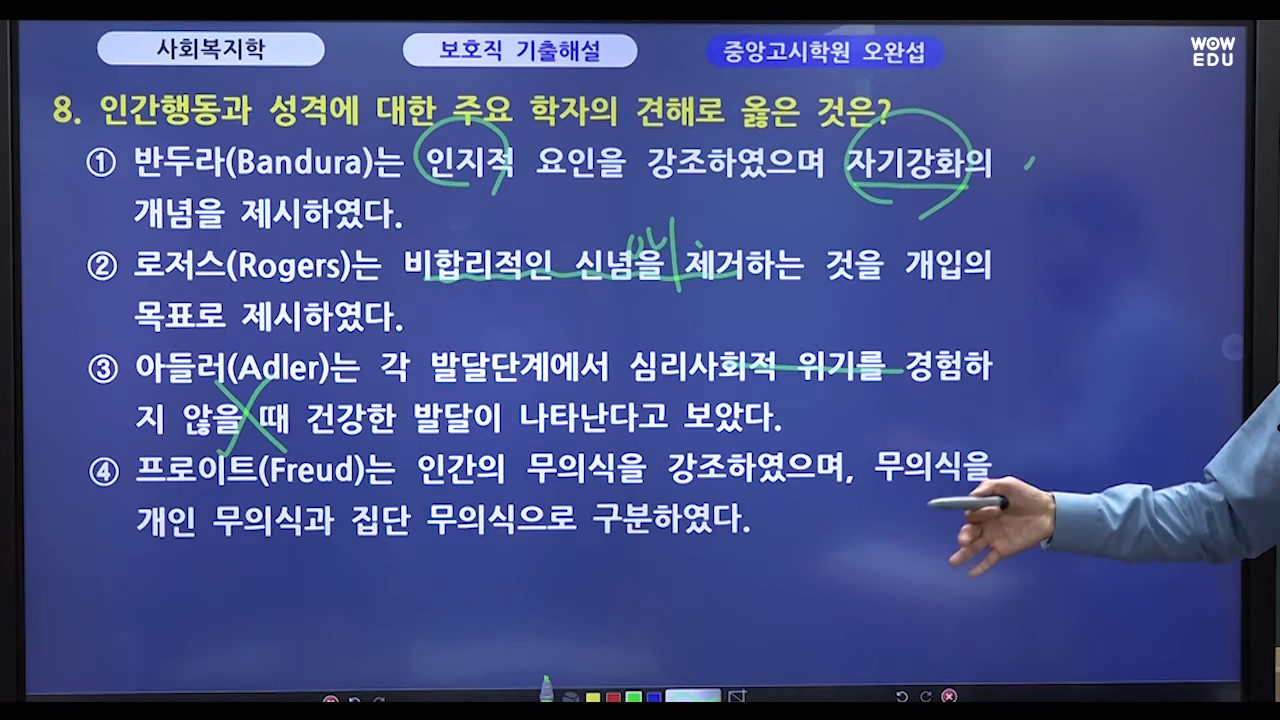 사회복지학
보호직 기출해설
중앙고시학원 오완섭
WOW
EDU
8. 인간행동과 성격에 대한 주요 학자의 견해로 옳은 것은?
① 반두라(Bandura)는 인지적 요인을 강조하였으며 자기강화의
개념을 제시하였다.
② 로저스(Rogers)는 비합리적인 신념을 제거하는 것을 개입의
목표로 제시하였다.
③ 아들러(Adler)는 각 발달단계에서 심리사회적 위기를 경험하
지 않을 때 건강한 발달이 나타난다고 보았다.
④ 프로이트(Freud)는 인간의 무의식을 강조하였으며, 무의식을
개인 무의식과 집단 무의식으로 구분하였다.